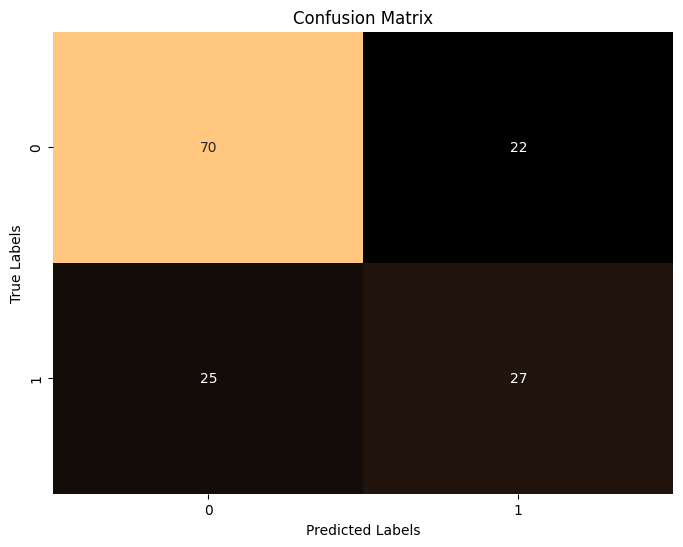 Confusion Matrix
True Labels
0
70
22
1
25
27
0
1
Predicted Labels